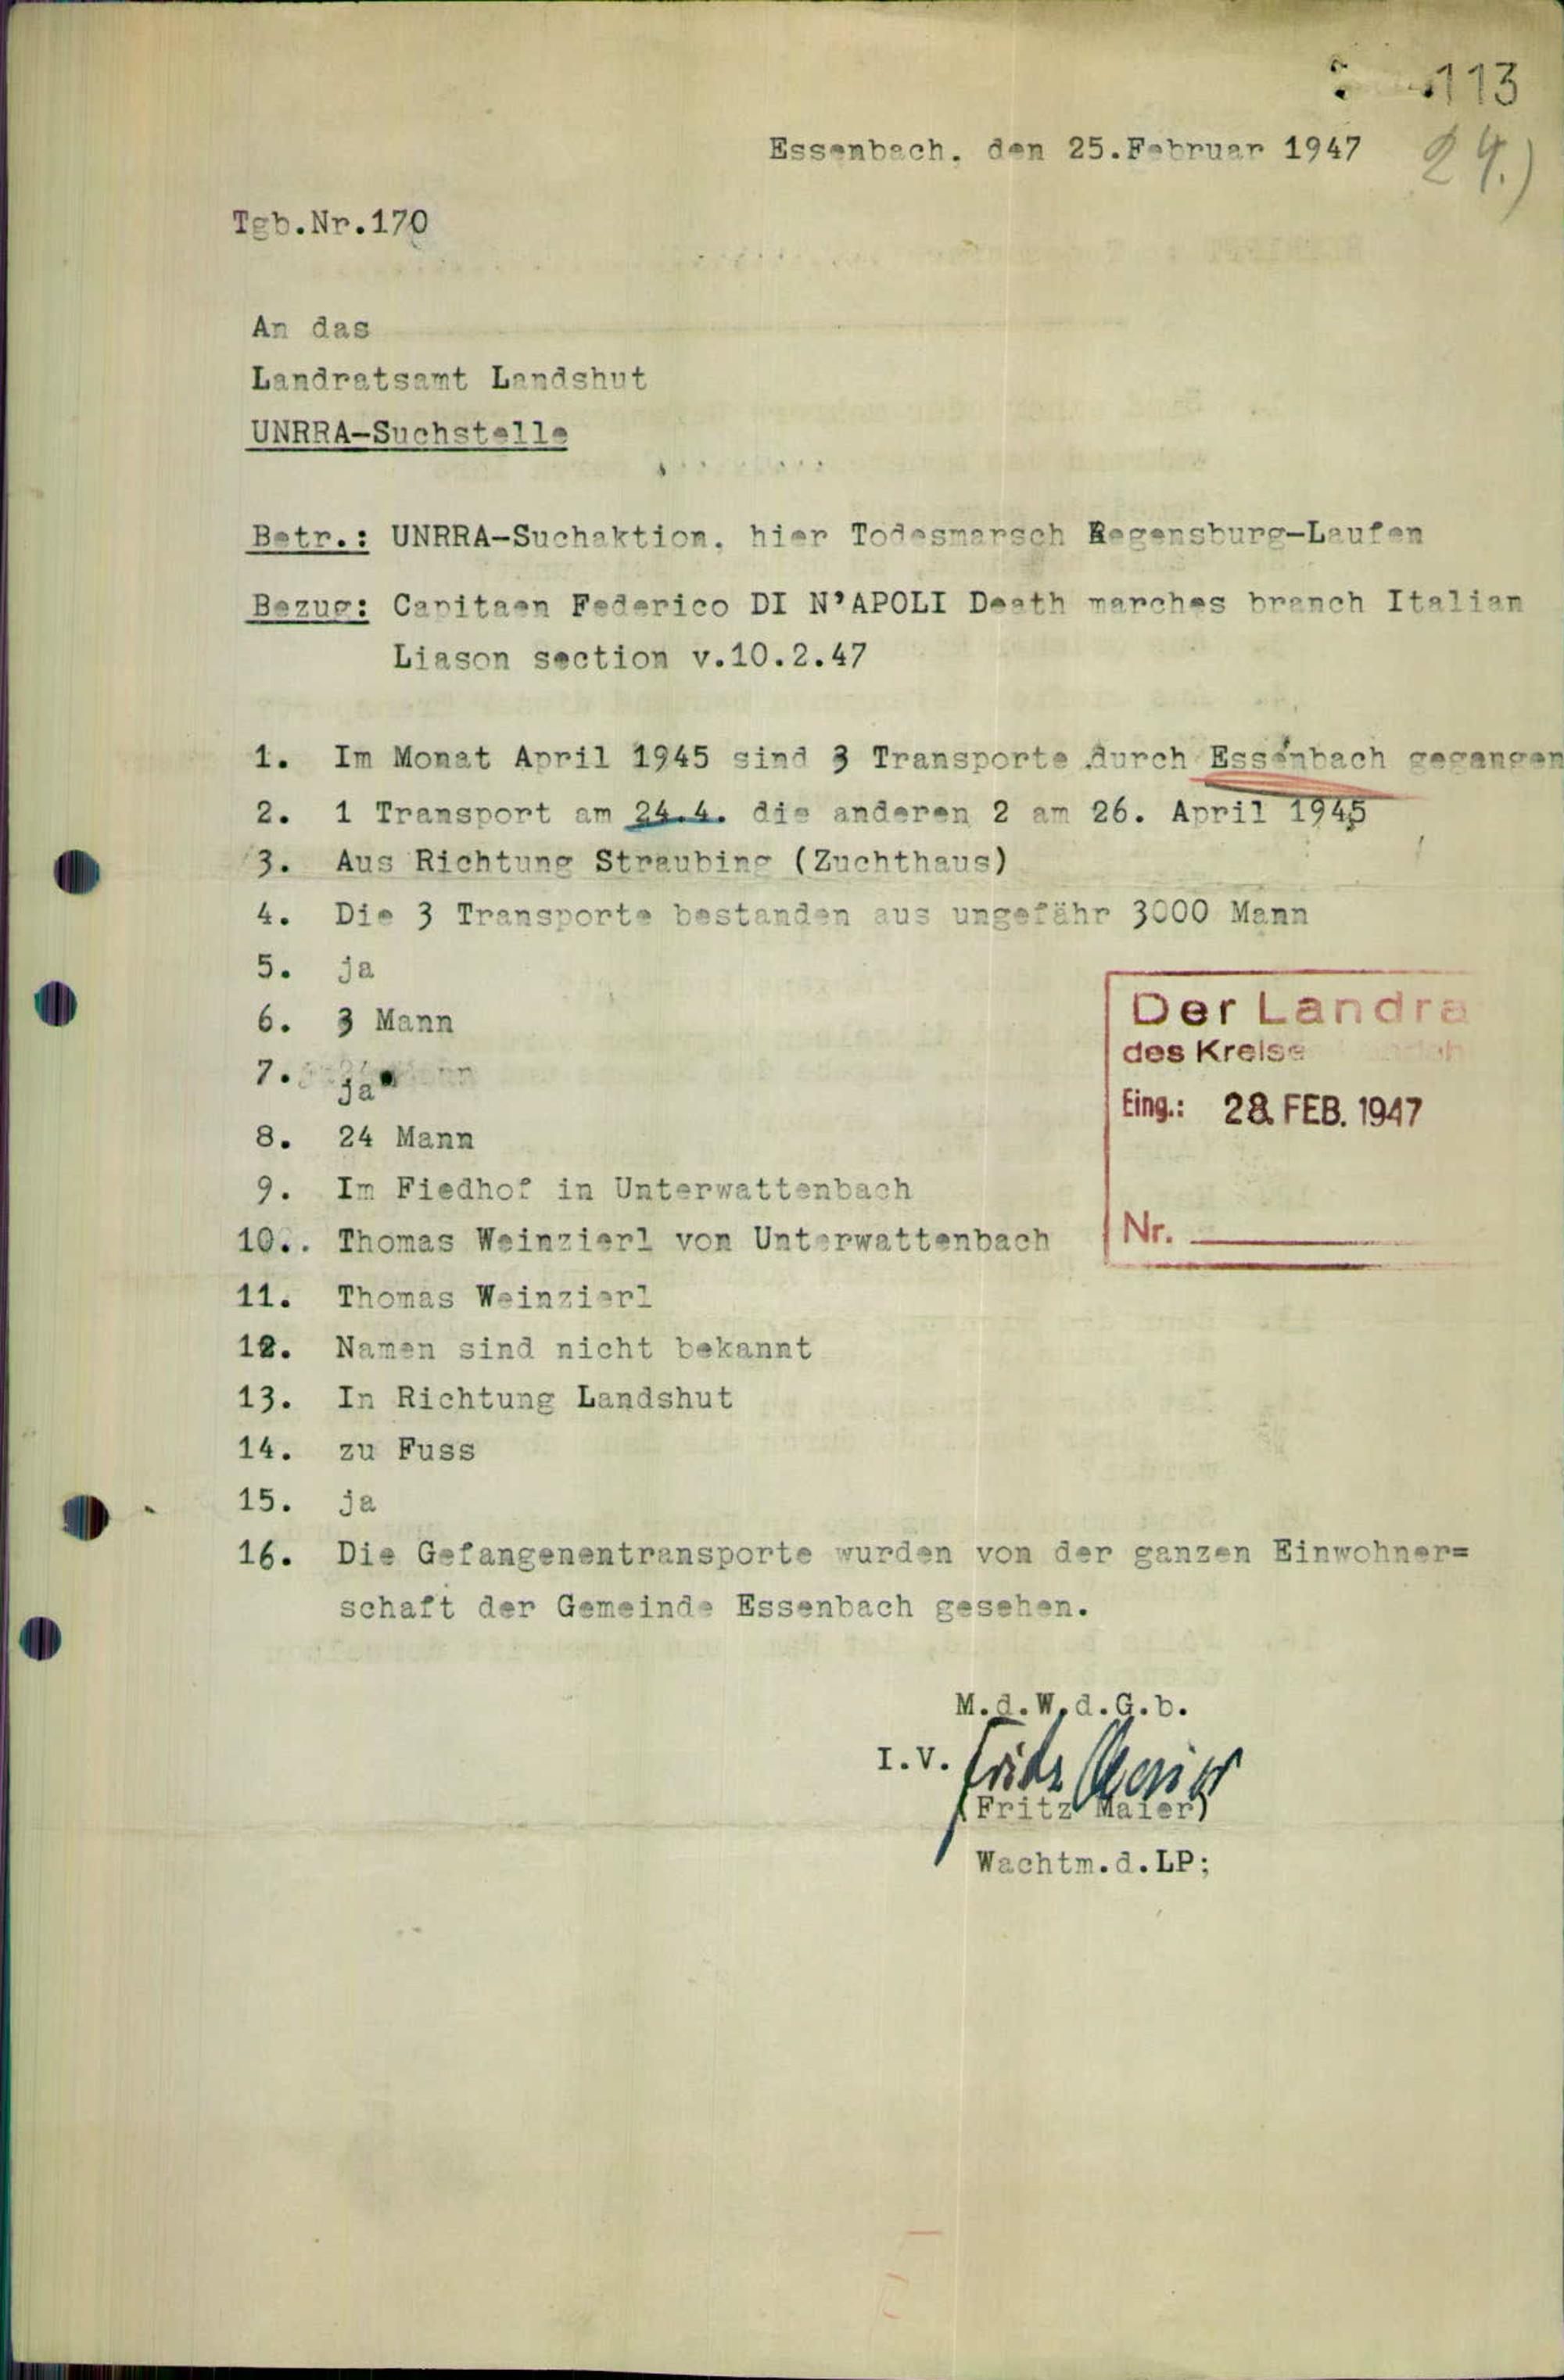 113
24.)
Essenbach, den 25.Februar 1947
Tgb.Nr.170
An das
Landratsamt Landshut
UNRRA-Suchstelle
Betr.: UNRRA-Suchaktion, hier Todesmarsch Regensburg-Laufen
Bezug: Capitaen Federico DI N'APOLI Death marches branch Italian
Liason section v.10.2.47
1. Im Monat April 1945 sind 3 Transporte durch Essenbach gegangen
2. 1 Transport am 24.4. die anderen 2 am 26. April 1945
3. Aus Richtung Straubing (Zuchthaus)
4. Die 3 Transporte bestanden aus ungefähr 3000 Mann
5. ja
6. 3 Mann
7. ja
8. 24 Mann
9. Im Fiedhof in Unterwattenbach
10.. Thomas Weinzierl von Unterwattenbach
11. Thomas Weinzierl
12. Namen sind nicht bekannt
13. In Richtung Landshut
14. zu Fuss
15. ja
16. Die Gefangenentransporte wurden von der ganzen Einwohner=
schaft der Gemeinde Essenbach gesehen.
Der Landra
des Kreise
Eing.: 28. FEB. 1947
Nr.
M.d.W.d.G.b.
I.V. Fritz Maier
(Fritz Maier)
Wachtm.d.LP;